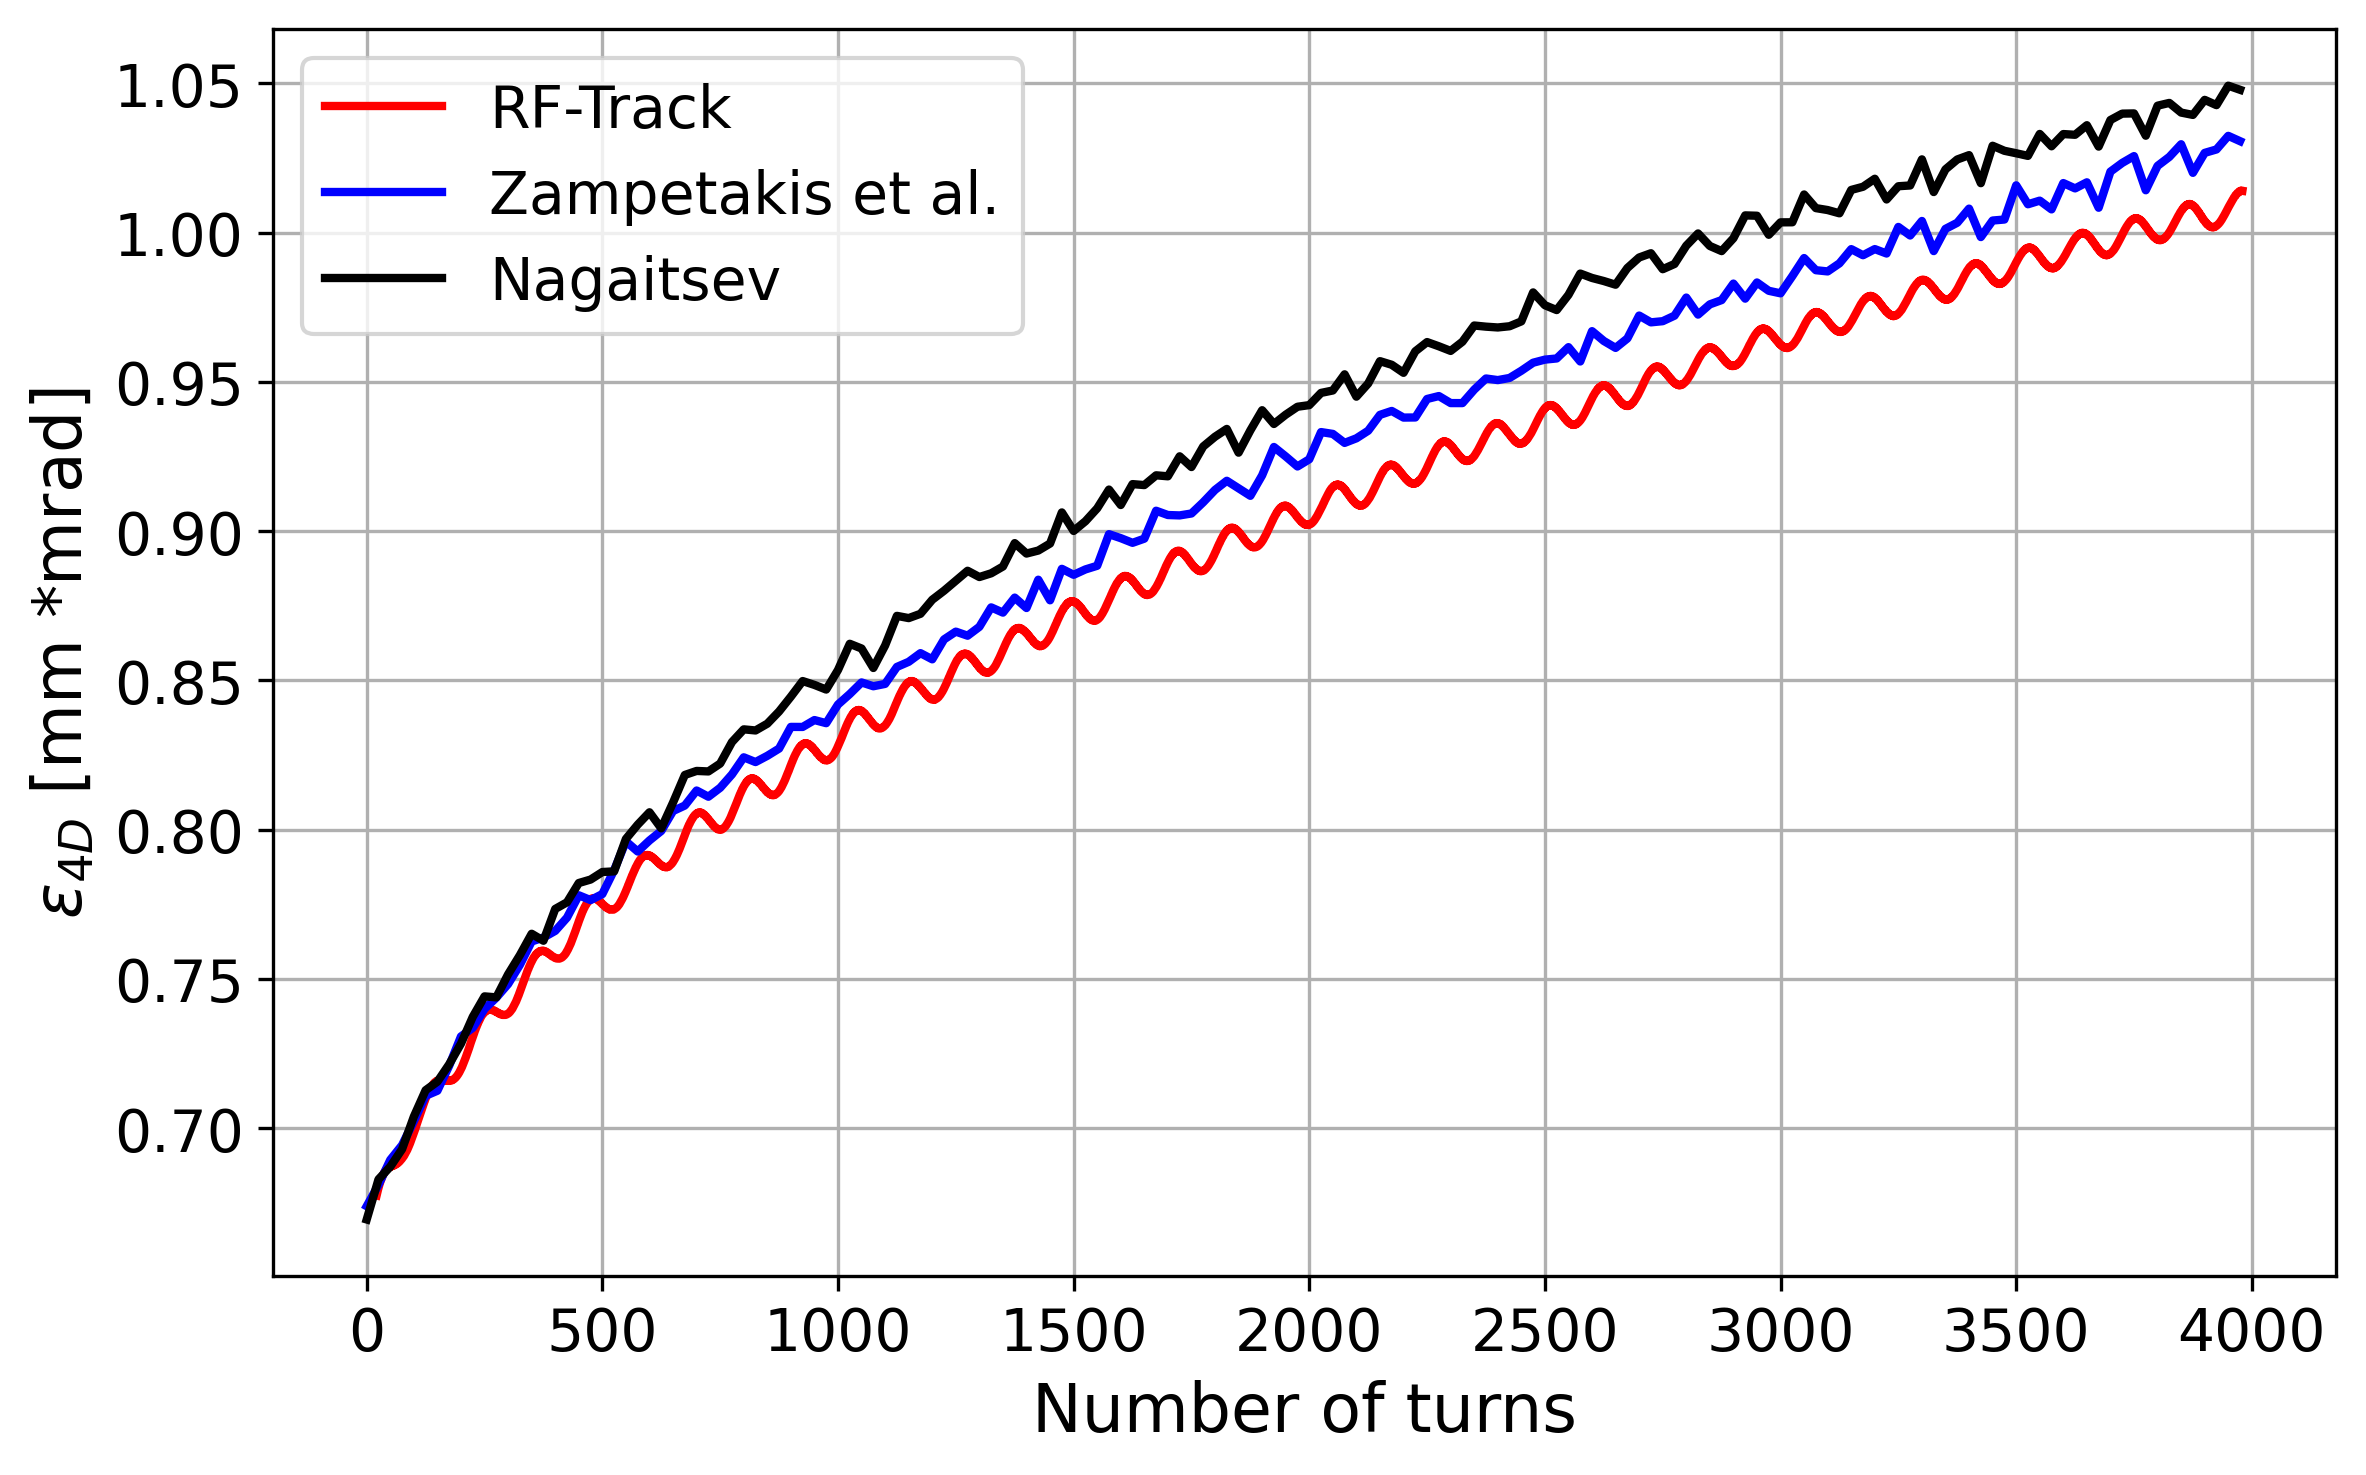 RF-Track
Zampetakis et al.
Nagaitsev
1.05
1.00
0.95
0.90
0.85
0.80
0.75
0.70
ε4D [mm *mrad]
0 500 1000 1500 2000 2500 3000 3500 4000
Number of turns